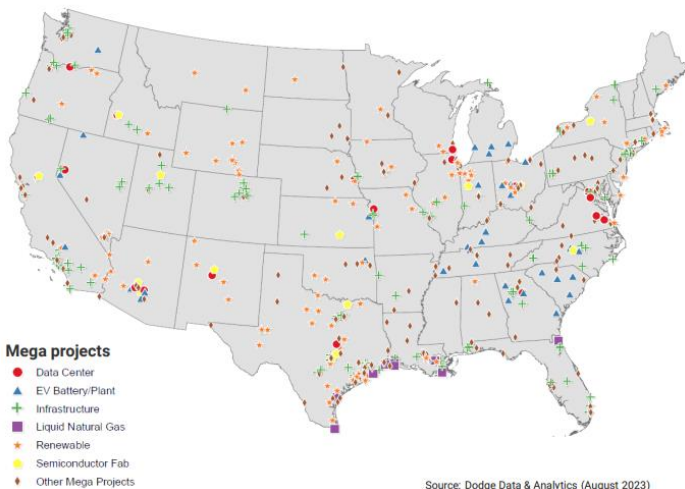 Mega projects
Data Center
EV Battery/Plant
Infrastructure
Liquid Natural Gas
Renewable
Semiconductor Fab
Other Mega Projects
Source: Dodge Data & Analytics (August 2023)